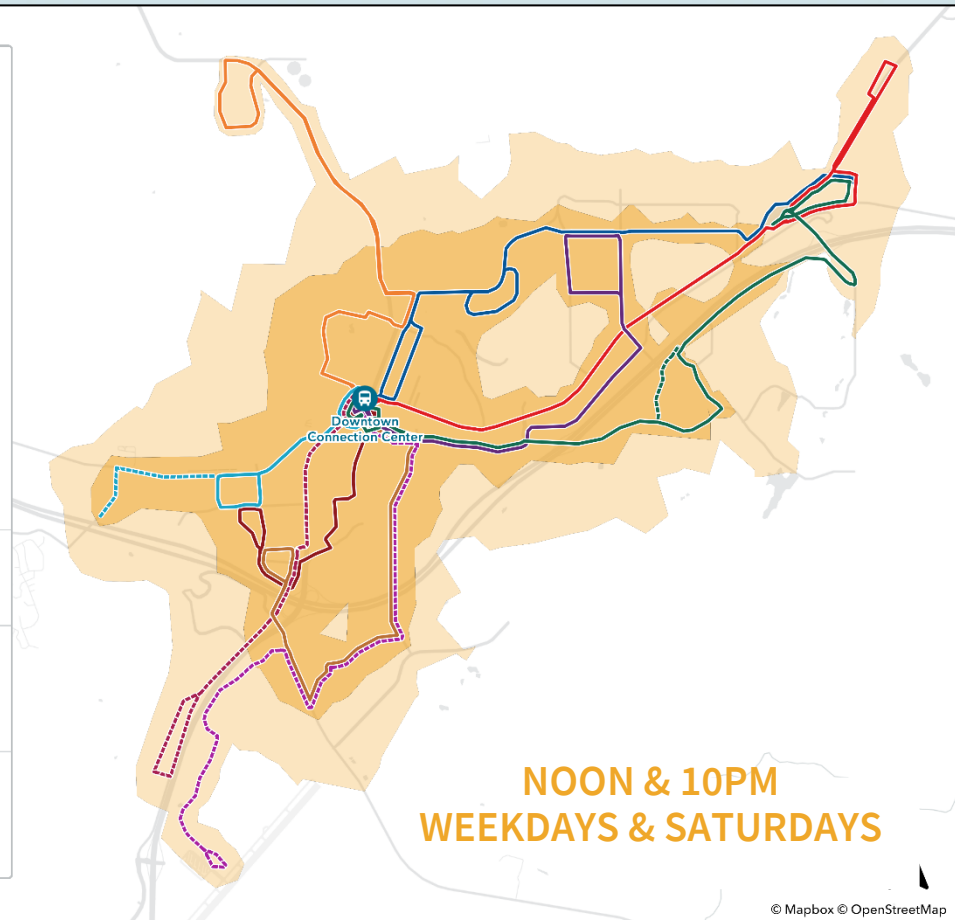 Downtown
Connection Center
NOON & 10PM
WEEKDAYS & SATURDAYS
© Mapbox © OpenStreetMap